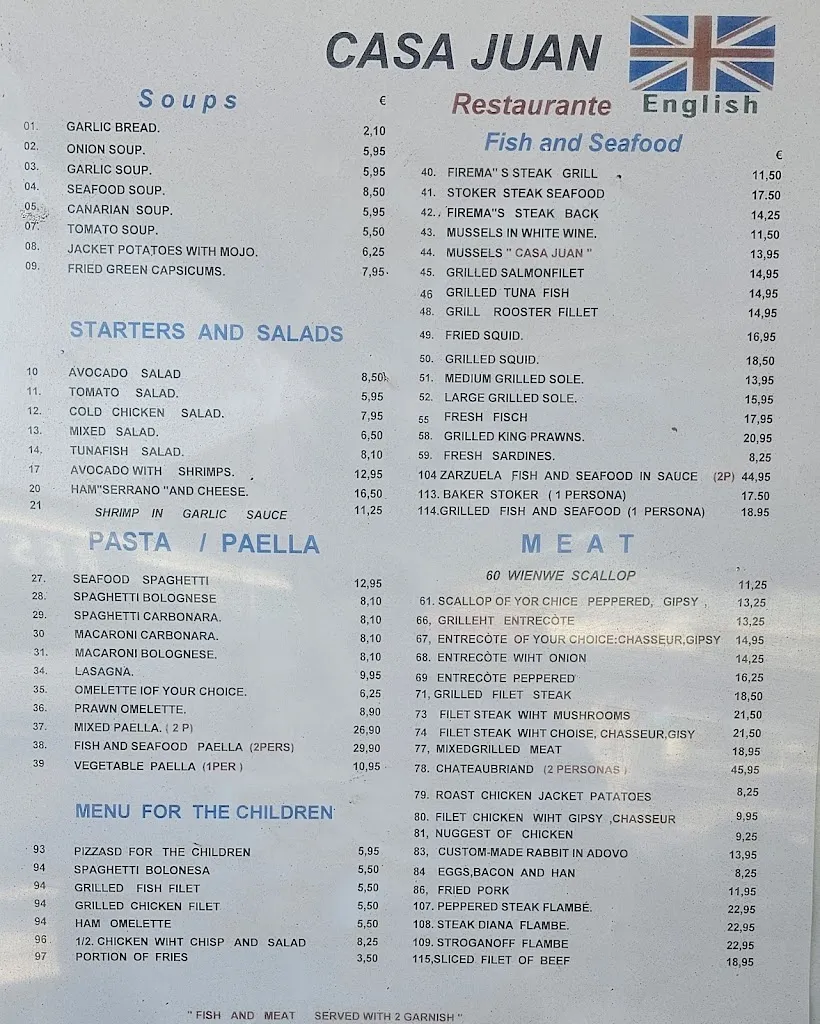 CASA JUAN
Restaurante
English
Soups €
01. GARLIC BREAD. 2,10
02. ONION SOUP. 5,95
03. GARLIC SOUP. 5,95
04. SEAFOOD SOUP. 8,50
05. CANARIAN SOUP. 5,95
07. TOMATO SOUP. 5,50
08. JACKET POTATOES WITH MOJO. 6,25
09. FRIED GREEN CAPSICUMS. 7,95
STARTERS AND SALADS
10 AVOCADO SALAD 8,50
11. TOMATO SALAD. 5,95
12. COLD CHICKEN SALAD. 7,95
13. MIXED SALAD. 6,50
14. TUNAFISH SALAD. 8,10
17 AVOCADO WITH SHRIMPS. 12,95
20 HAM"SERRANO "AND CHEESE. 16,50
21 SHRIMP IN GARLIC SAUCE 11,25
PASTA / PAELLA
27. SEAFOOD SPAGHETTI 12,95
28. SPAGHETTI BOLOGNESE 8,10
29. SPAGHETTI CARBONARA. 8,10
30 MACARONI CARBONARA. 8,10
31. MACARONI BOLOGNESE. 8,10
34. LASAGNA. 9,95
35. OMELETTE IOF YOUR CHOICE. 6,25
36. PRAWN OMELETTE. 8,90
37. MIXED PAELLA. ( 2 P) 26,90
38. FISH AND SEAFOOD PAELLA (2PERS) 29,90
39 VEGETABLE PAELLA (1PER ) 10,95
MENU FOR THE CHILDREN
93 PIZZASD FOR THE CHILDREN 5,95
94 SPAGHETTI BOLONESA 5,50
94 GRILLED FISH FILET 5,50
94 GRILLED CHICKEN FILET 5,50
94 HAM OMELETTE 5,50
96 1/2. CHICKEN WIHT CHISP AND SALAD 8,25
97 PORTION OF FRIES 3,50
Fish and Seafood €
40. FIREMA" S STEAK GRILL 11,50
41. STOKER STEAK SEAFOOD 17.50
42. FIREMA"S STEAK BACK 14,25
43. MUSSELS IN WHITE WINE. 11,50
44. MUSSELS " CASA JUAN " 13,95
45. GRILLED SALMONFILET 14,95
46 GRILLED TUNA FISH 14,95
48. GRILL ROOSTER FILLET 14,95
49. FRIED SQUID. 16,95
50. GRILLED SQUID. 18,50
51. MEDIUM GRILLED SOLE. 13,95
52. LARGE GRILLED SOLE. 15,95
55 FRESH FISCH 17,95
58. GRILLED KING PRAWNS. 20,95
59. FRESH SARDINES. 8,25
104 ZARZUELA FISH AND SEAFOOD IN SAUCE (2P) 44,95
113. BAKER STOKER ( 1 PERSONA) 17.50
114.GRILLED FISH AND SEAFOOD (1 PERSONA) 18.95
MEAT
60 WIENWE SCALLOP 11,25
61. SCALLOP OF YOR CHICE PEPPERED, GIPSY , 13,25
66, GRILLEHT ENTRECÒTE 13,25
67, ENTRECÒTE OF YOUR CHOICE:CHASSEUR,GIPSY 14,95
68. ENTRECÒTE WIHT ONION 14,25
69 ENTRECÒTE PEPPERED 16,25
71, GRILLED FILET STEAK 18,50
73 FILET STEAK WIHT MUSHROOMS 21,50
74 FILET STEAK WIHT CHOISE, CHASSEUR,GISY 21,50
77, MIXEDGRILLED MEAT 18,95
78. CHATEAUBRIAND (2 PERSONAS ) 45,95
79. ROAST CHICKEN JACKET PATATOES 8,25
80. FILET CHICKEN WIHT GIPSY ,CHASSEUR 9,95
81, NUGGEST OF CHICKEN 9,25
83, CUSTOM-MADE RABBIT IN ADOVO 13,95
84 EGGS,BACON AND HAN 8,25
86, FRIED PORK 11,95
107. PEPPERED STEAK FLAMBÉ. 22,95
108. STEAK DIANA FLAMBE. 22,95
109. STROGANOFF FLAMBE 22,95
115,SLICED FILET OF BEEF 18,95
" FISH AND MEAT SERVED WITH 2 GARNISH "